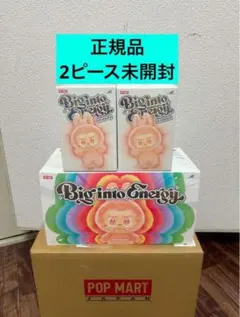 正規品
2ピース未開封
Big into Energy
Big into Energy
Big into Energy
POP MART
JAPAN